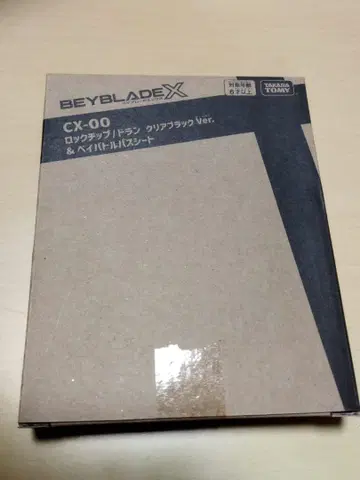 BEYBLADE X
対象年齢
6才以上
TAKARA
TOMY
CX-00
ロックチップ/ドラン クリアブラック Ver.
& ベイバトルパスシート